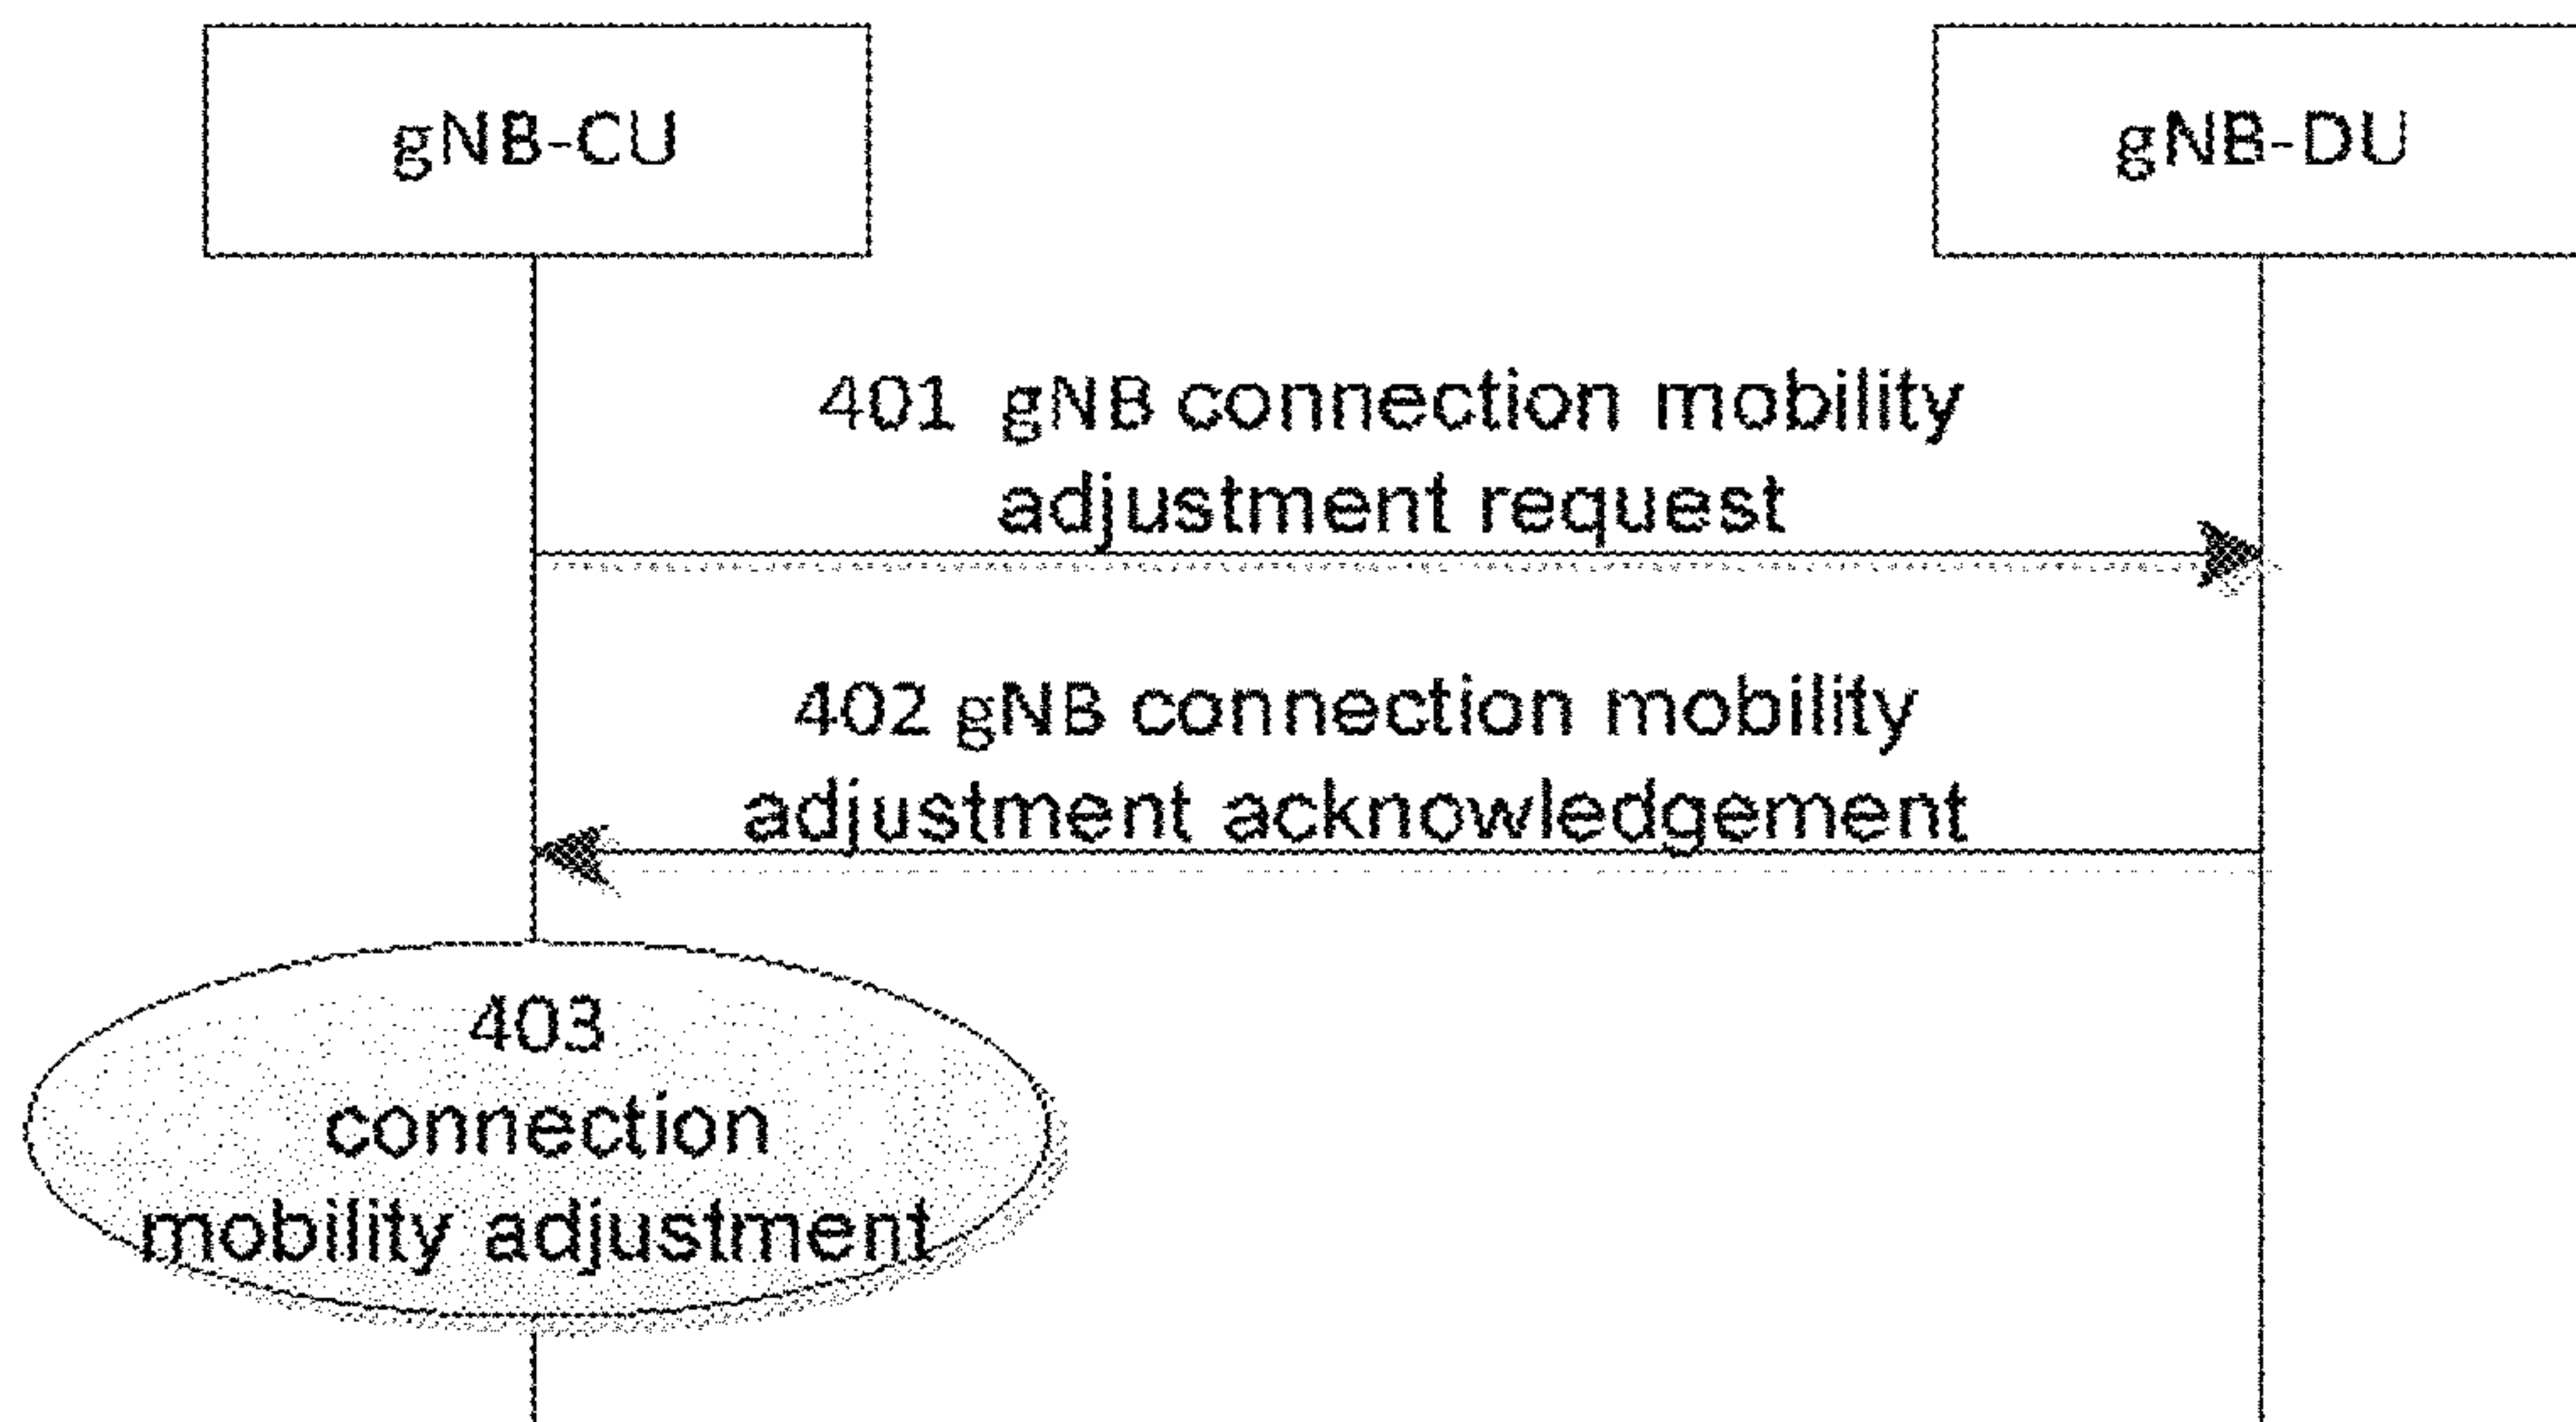 gNB-CU
gNB-DU
401 gNB connection mobility
adjustment request
402 gNB connection mobility
adjustment acknowledgement
403
connection
mobility adjustment